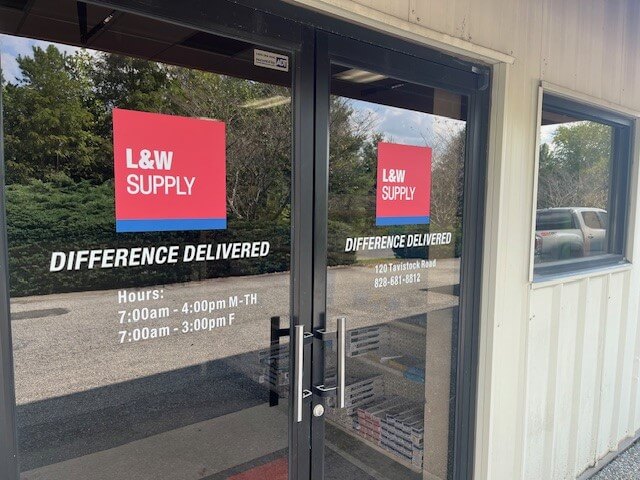 L&W
SUPPLY
DIFFERENCE DELIVERED
Hours:
7:00am - 4:00pm M-TH
7:00am - 3:00pm F
L&W
SUPPLY
DIFFERENCE DELIVERED
120 Tavistock Road
828-681-8812